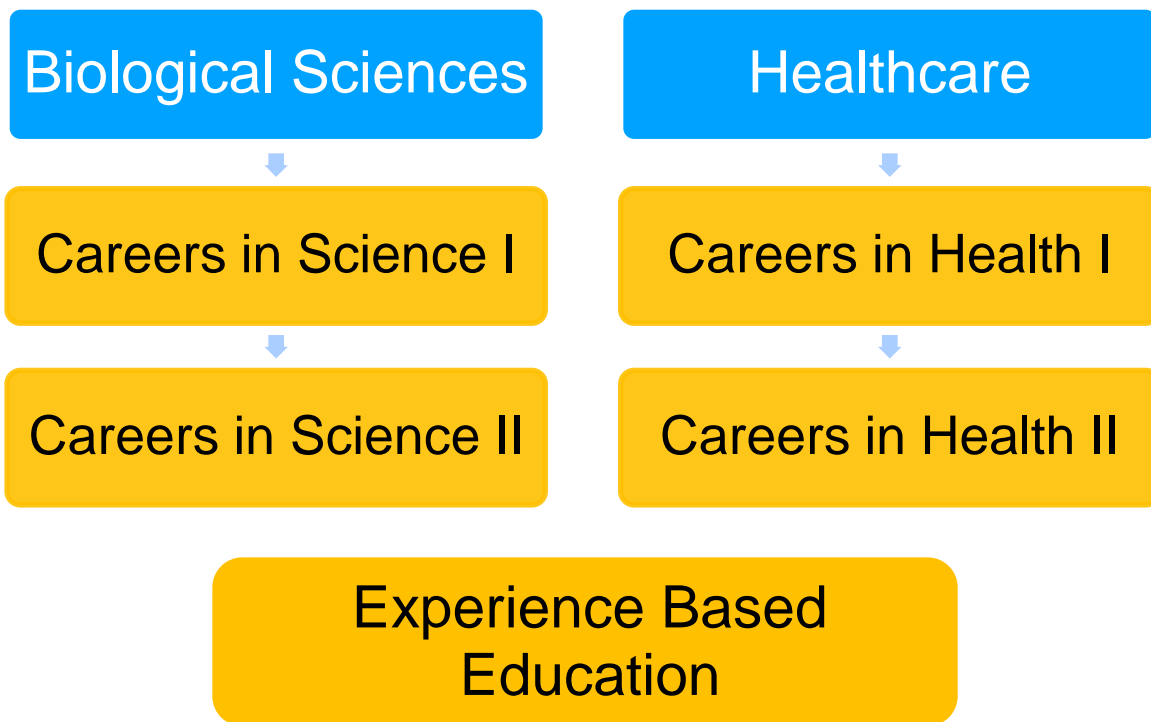 Biological Sciences
Healthcare
Careers in Science I
Careers in Health I
Careers in Science II
Careers in Health II
Experience Based
Education